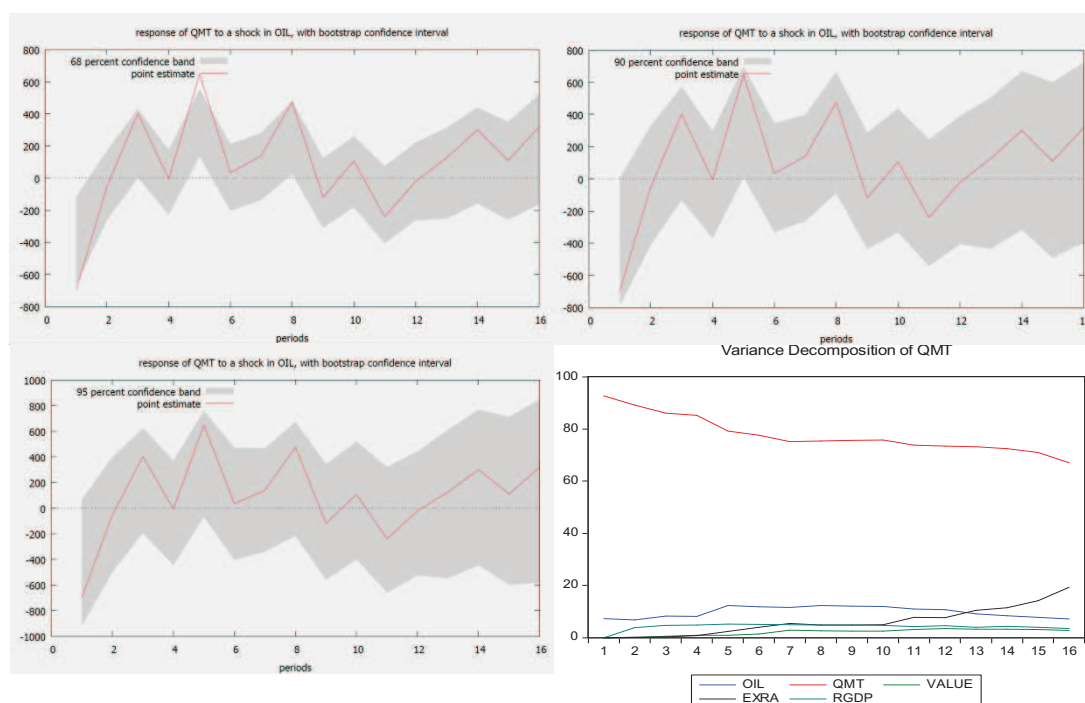 response of QMT to a shock in OIL, with bootstrap confidence interval
68 percent confidence band
point estimate
800
600
400
200
0
-200
-400
-600
-800
0 2 4 6 8 10 12 14 16
periods
response of QMT to a shock in OIL, with bootstrap confidence interval
90 percent confidence band
point estimate
800
600
400
200
0
-200
-400
-600
-800
0 2 4 6 8 10 12 14 1
periods
response of QMT to a shock in OIL, with bootstrap confidence interval
95 percent confidence band
point estimate
1000
800
600
400
200
0
-200
-400
-600
-800
-1000
0 2 4 6 8 10 12 14 16
periods
Variance Decomposition of QMT
100
80
60
40
20
0
1 2 3 4 5 6 7 8 9 10 11 12 13 14 15 16
OIL QMT VALUE
EXRA RGDP